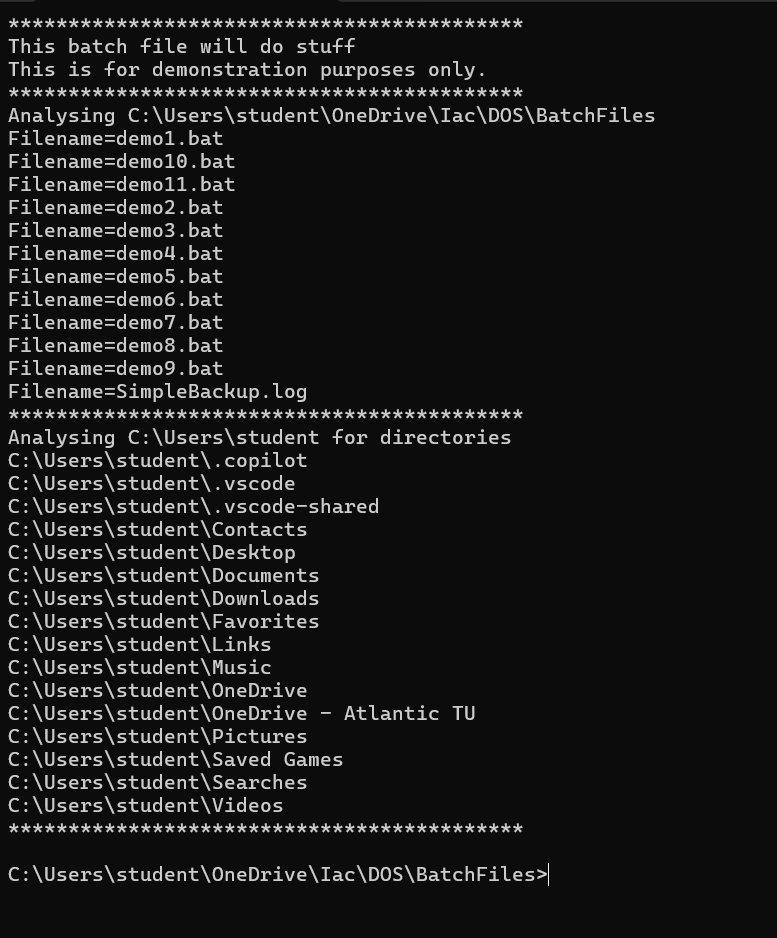 *******************************************
This batch file will do stuff
This is for demonstration purposes only.
*******************************************
Analysing C:\Users\student\OneDrive\Iac\DOS\BatchFiles
Filename=demo1.bat
Filename=demo10.bat
Filename=demo11.bat
Filename=demo2.bat
Filename=demo3.bat
Filename=demo4.bat
Filename=demo5.bat
Filename=demo6.bat
Filename=demo7.bat
Filename=demo8.bat
Filename=demo9.bat
Filename=SimpleBackup.log
*******************************************
Analysing C:\Users\student for directories
C:\Users\student\.copilot
C:\Users\student\.vscode
C:\Users\student\.vscode-shared
C:\Users\student\Contacts
C:\Users\student\Desktop
C:\Users\student\Documents
C:\Users\student\Downloads
C:\Users\student\Favorites
C:\Users\student\Links
C:\Users\student\Music
C:\Users\student\OneDrive
C:\Users\student\OneDrive - Atlantic TU
C:\Users\student\Pictures
C:\Users\student\Saved Games
C:\Users\student\Searches
C:\Users\student\Videos
*******************************************
C:\Users\student\OneDrive\Iac\DOS\BatchFiles>